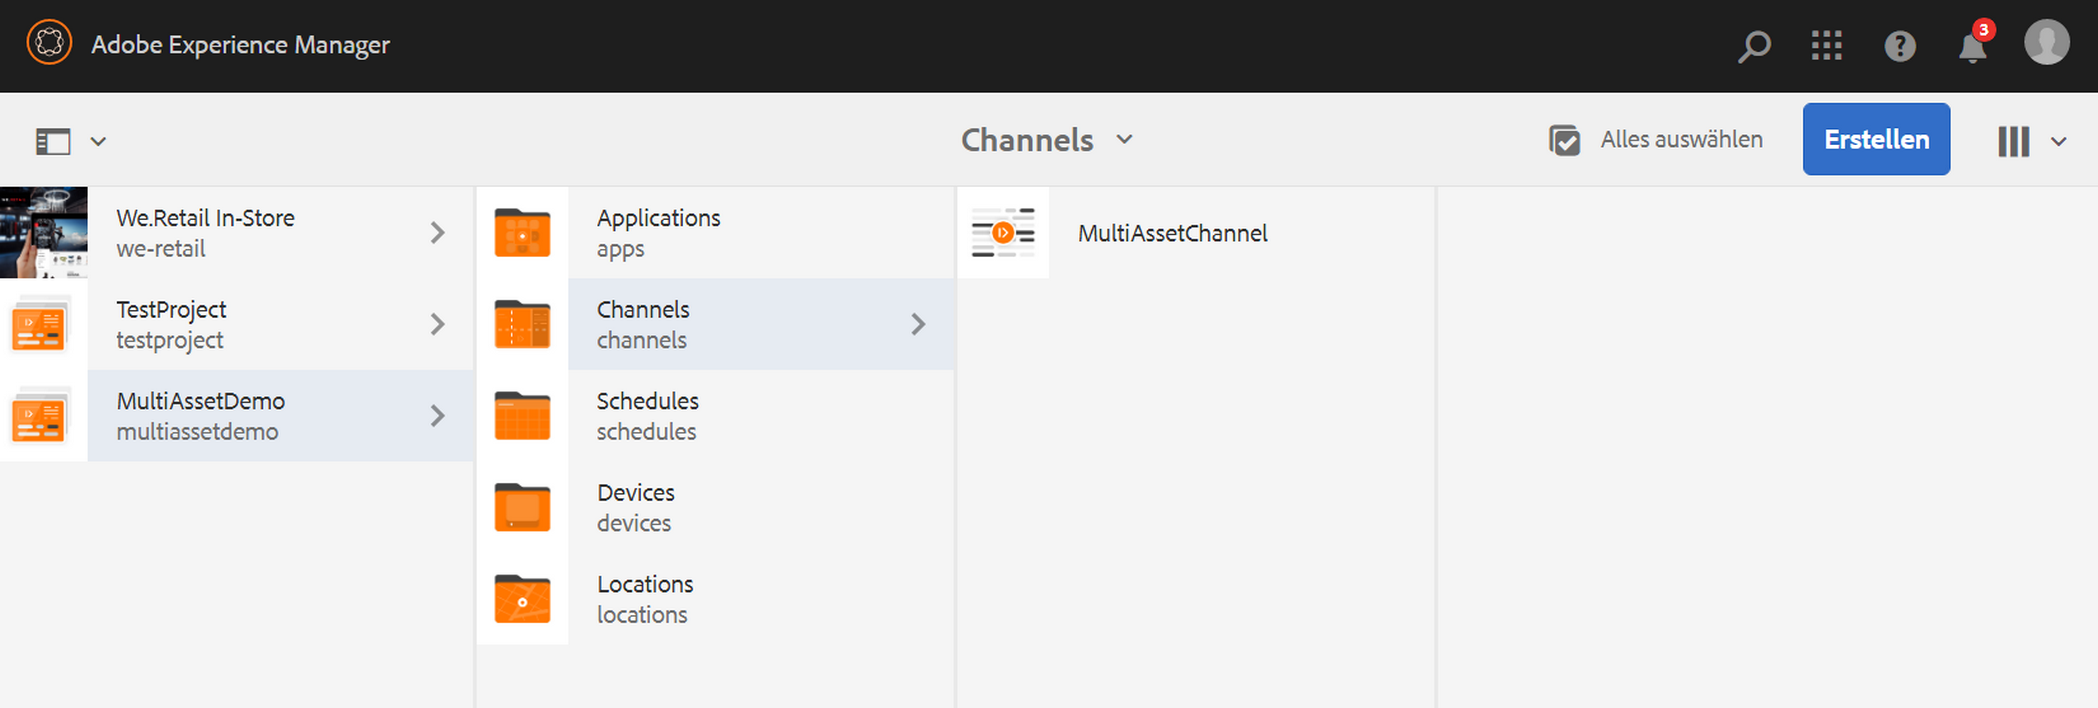 Adobe Experience Manager
3
Channels
Alles auswählen
Erstellen
We.Retail In-Store
we-retail
TestProject
testproject
MultiAssetDemo
multiassetdemo
Applications
apps
Channels
channels
Schedules
schedules
Devices
devices
Locations
locations
MultiAssetChannel